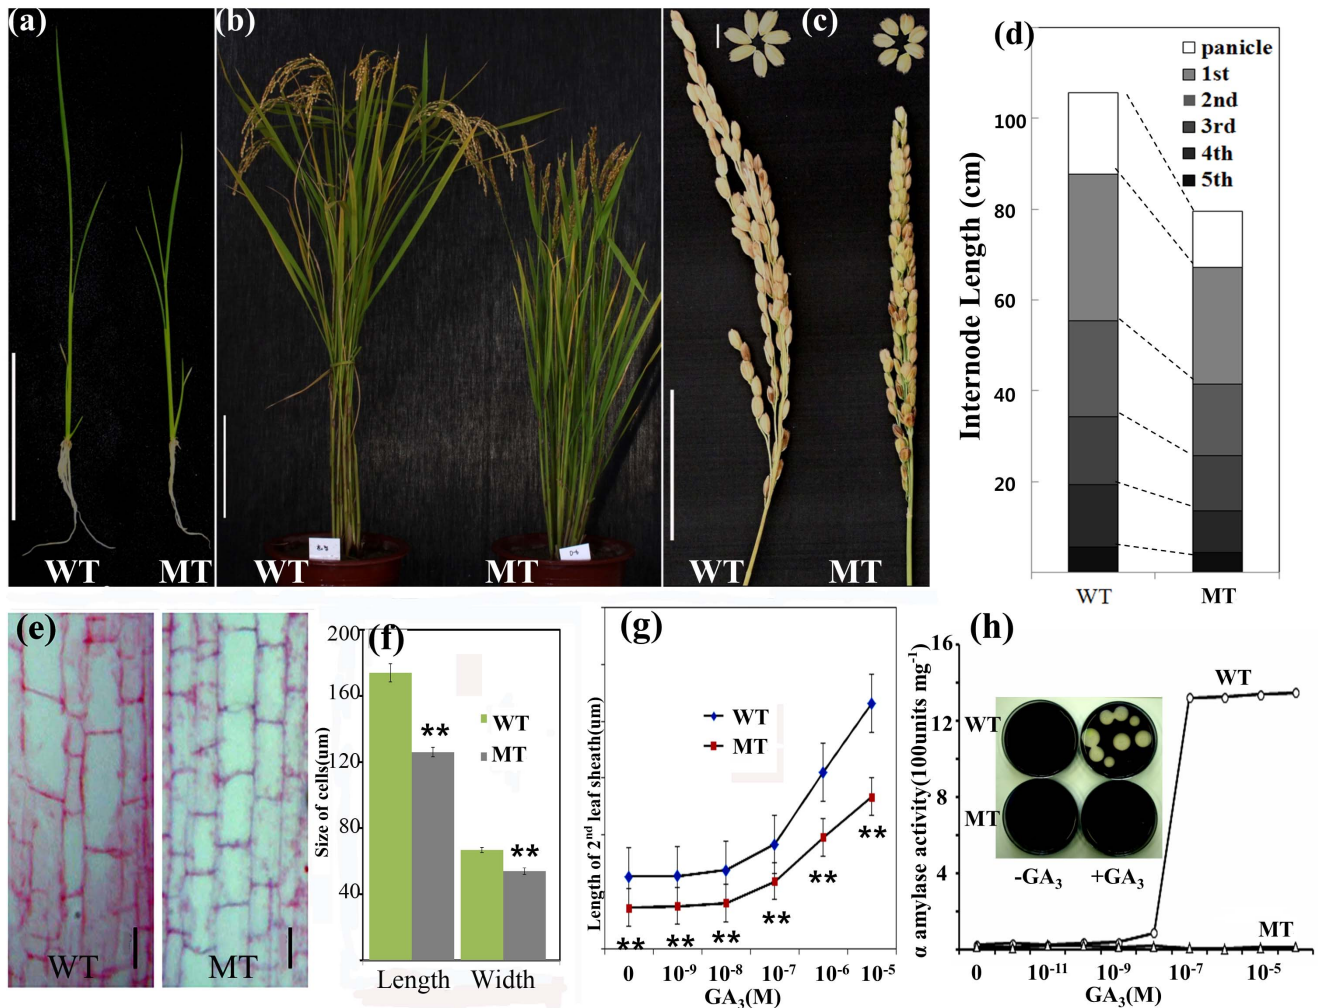 (a)
WT
MT
(b)
WT
MT
(c)
WT
MT
(d)
panicle
1st
2nd
3rd
4th
5th
Internode Length (cm)
100
80
60
40
20
WT
MT
(e)
WT
MT
(f)
Size of cells(um)
200
160
120
80
40
WT
MT
**
**
Length
Width
(g)
Length of 2nd leaf sheath(um)
WT
MT
**
**
**
**
**
**
0
10-9
10-8
10-7
10-6
10-5
GA3(M)
(h)
α amylase activity(100units mg-1)
16
12
8
4
0
WT
MT
WT
MT
-GA3
+GA3
0
10-11
10-9
10-7
10-5
GA3(M)